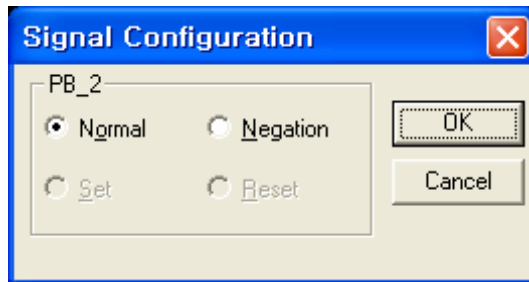 Signal Configuration
PB_2
Normal Negation OK
Set Reset Cancel